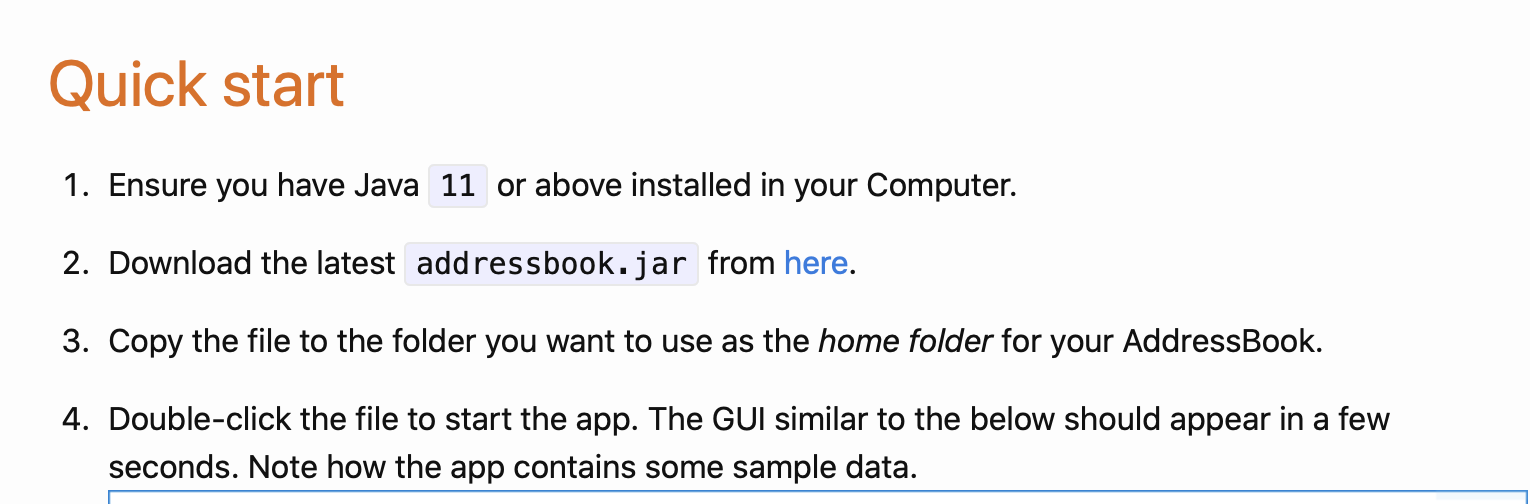 Quick start
1. Ensure you have Java 11 or above installed in your Computer.
2. Download the latest addressbook.jar from here.
3. Copy the file to the folder you want to use as the home folder for your AddressBook.
4. Double-click the file to start the app. The GUI similar to the below should appear in a few
seconds. Note how the app contains some sample data.